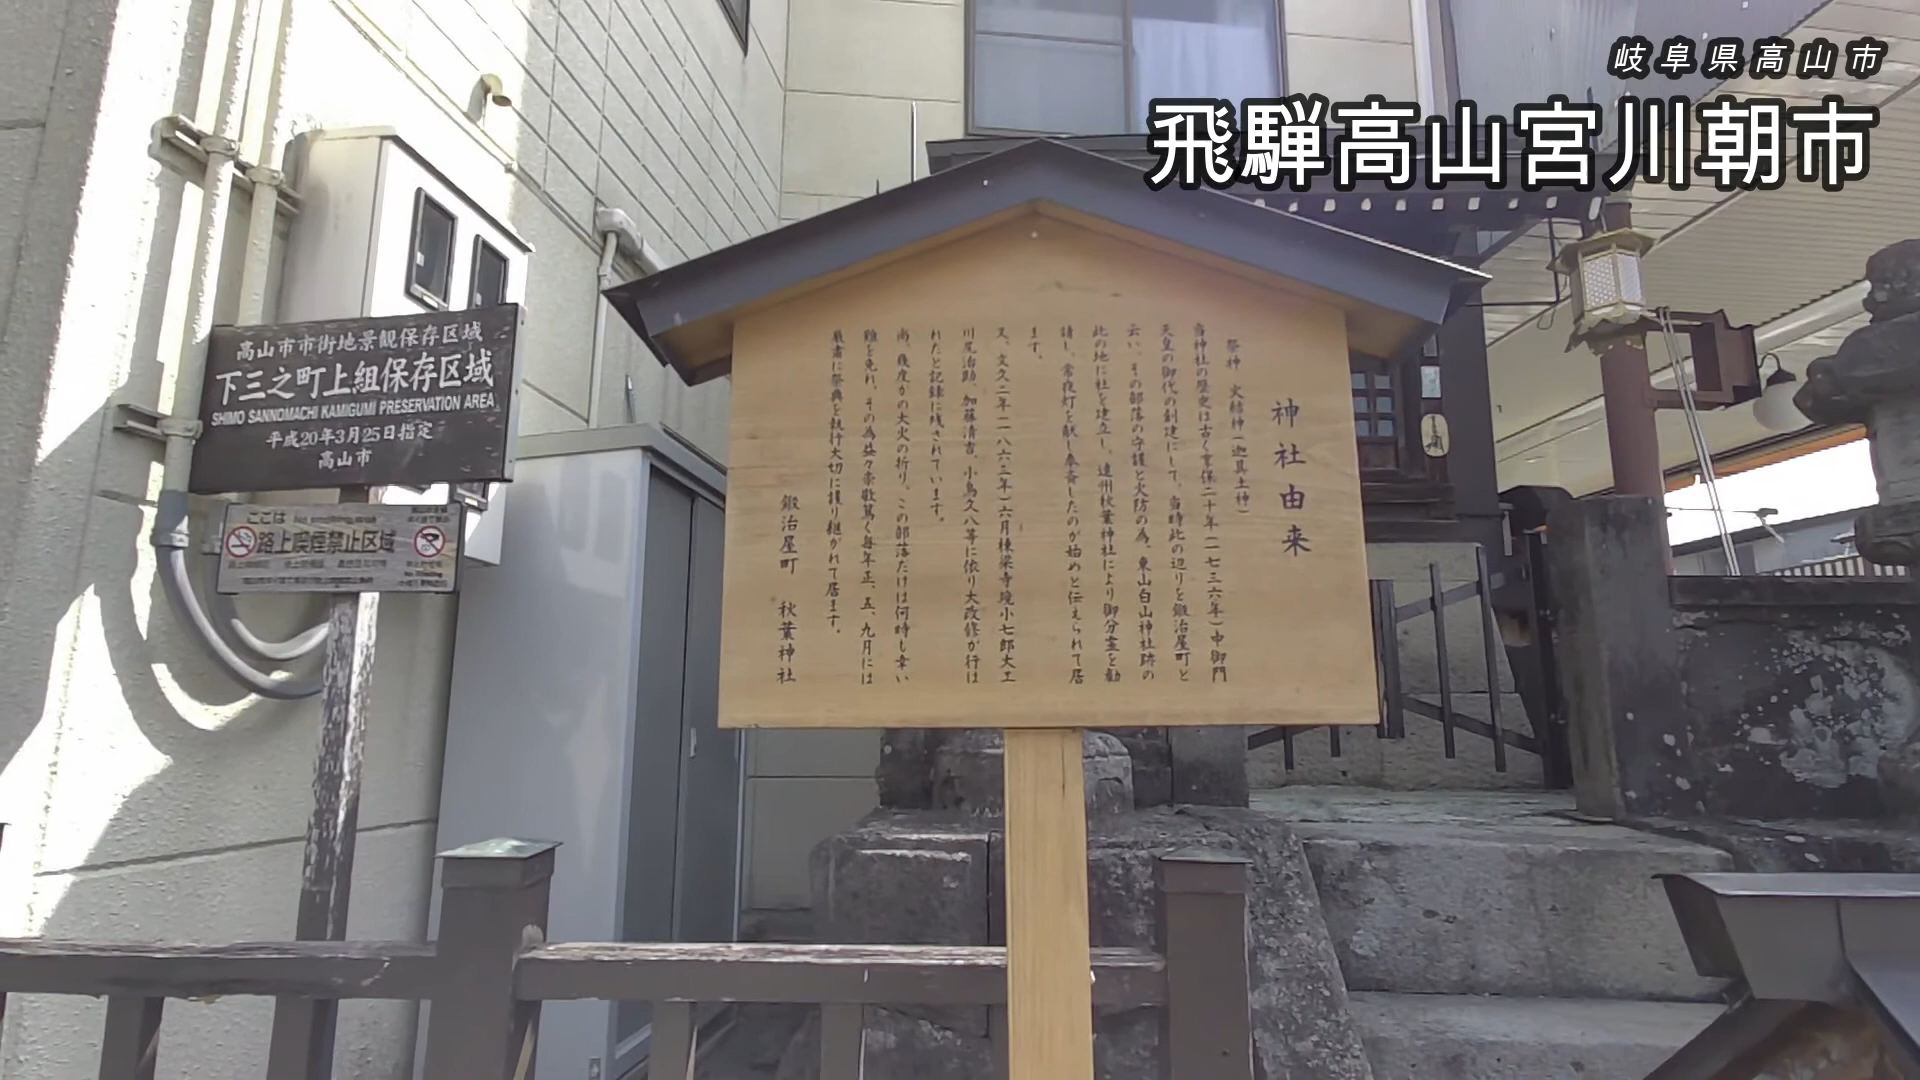 岐阜県高山市
飛騨高山宮川朝市
高山市市街地景観保存区域
下三之町上組保存区域
SHIMO SANNOMACHI KAMIGUMI PRESERVATION AREA
平成20年3月25日指定
高山市
ここは
路上喫煙禁止区域
神社由来
祭神 火結神(迦具土神)
当神社の歴史は古く享保二十年(一七三六年)中御門
天皇の御代の創建にして、当時此の辺りを鍛治屋町と
云い、その部落の守護と火防の為、東山白山神社跡の
此の地に社を建立し、遠州秋葉神社により御分霊を勧
請し、常夜灯を献し奉斎したのが始めと伝えられて居
ます。
又、文久二年(一八六二年)六月棟梁寺境小七郎大工
川尻治助、加藤清吉、小鳥久八等に依り大改修が行は
れたと記録に残されています。
尚、幾度かの大火の折り、この部落だけは何時も幸い
難を免れ、その為益々崇敬篤く毎年正、五、九月には
厳粛に祭典を執行大切に護り継がれて居ます。
鍛治屋町 秋葉神社